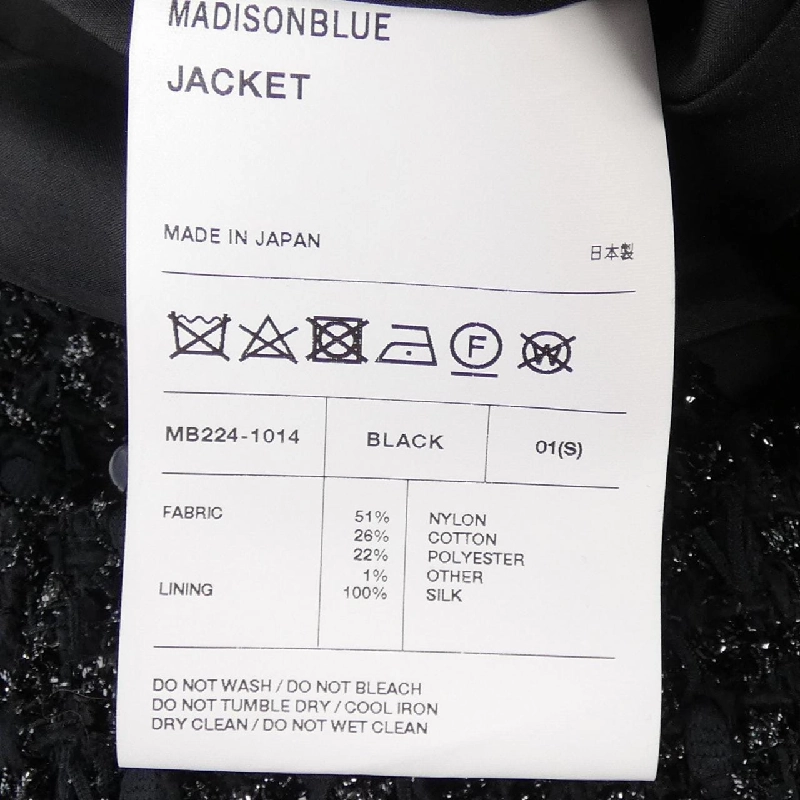 MADISONBLUE
JACKET
MADE IN JAPAN 日本製
F W
MB224-1014 BLACK 01(S)
FABRIC 51% NYLON
26% COTTON
22% POLYESTER
1% OTHER
LINING 100% SILK
DO NOT WASH / DO NOT BLEACH
DO NOT TUMBLE DRY / COOL IRON
DRY CLEAN / DO NOT WET CLEAN